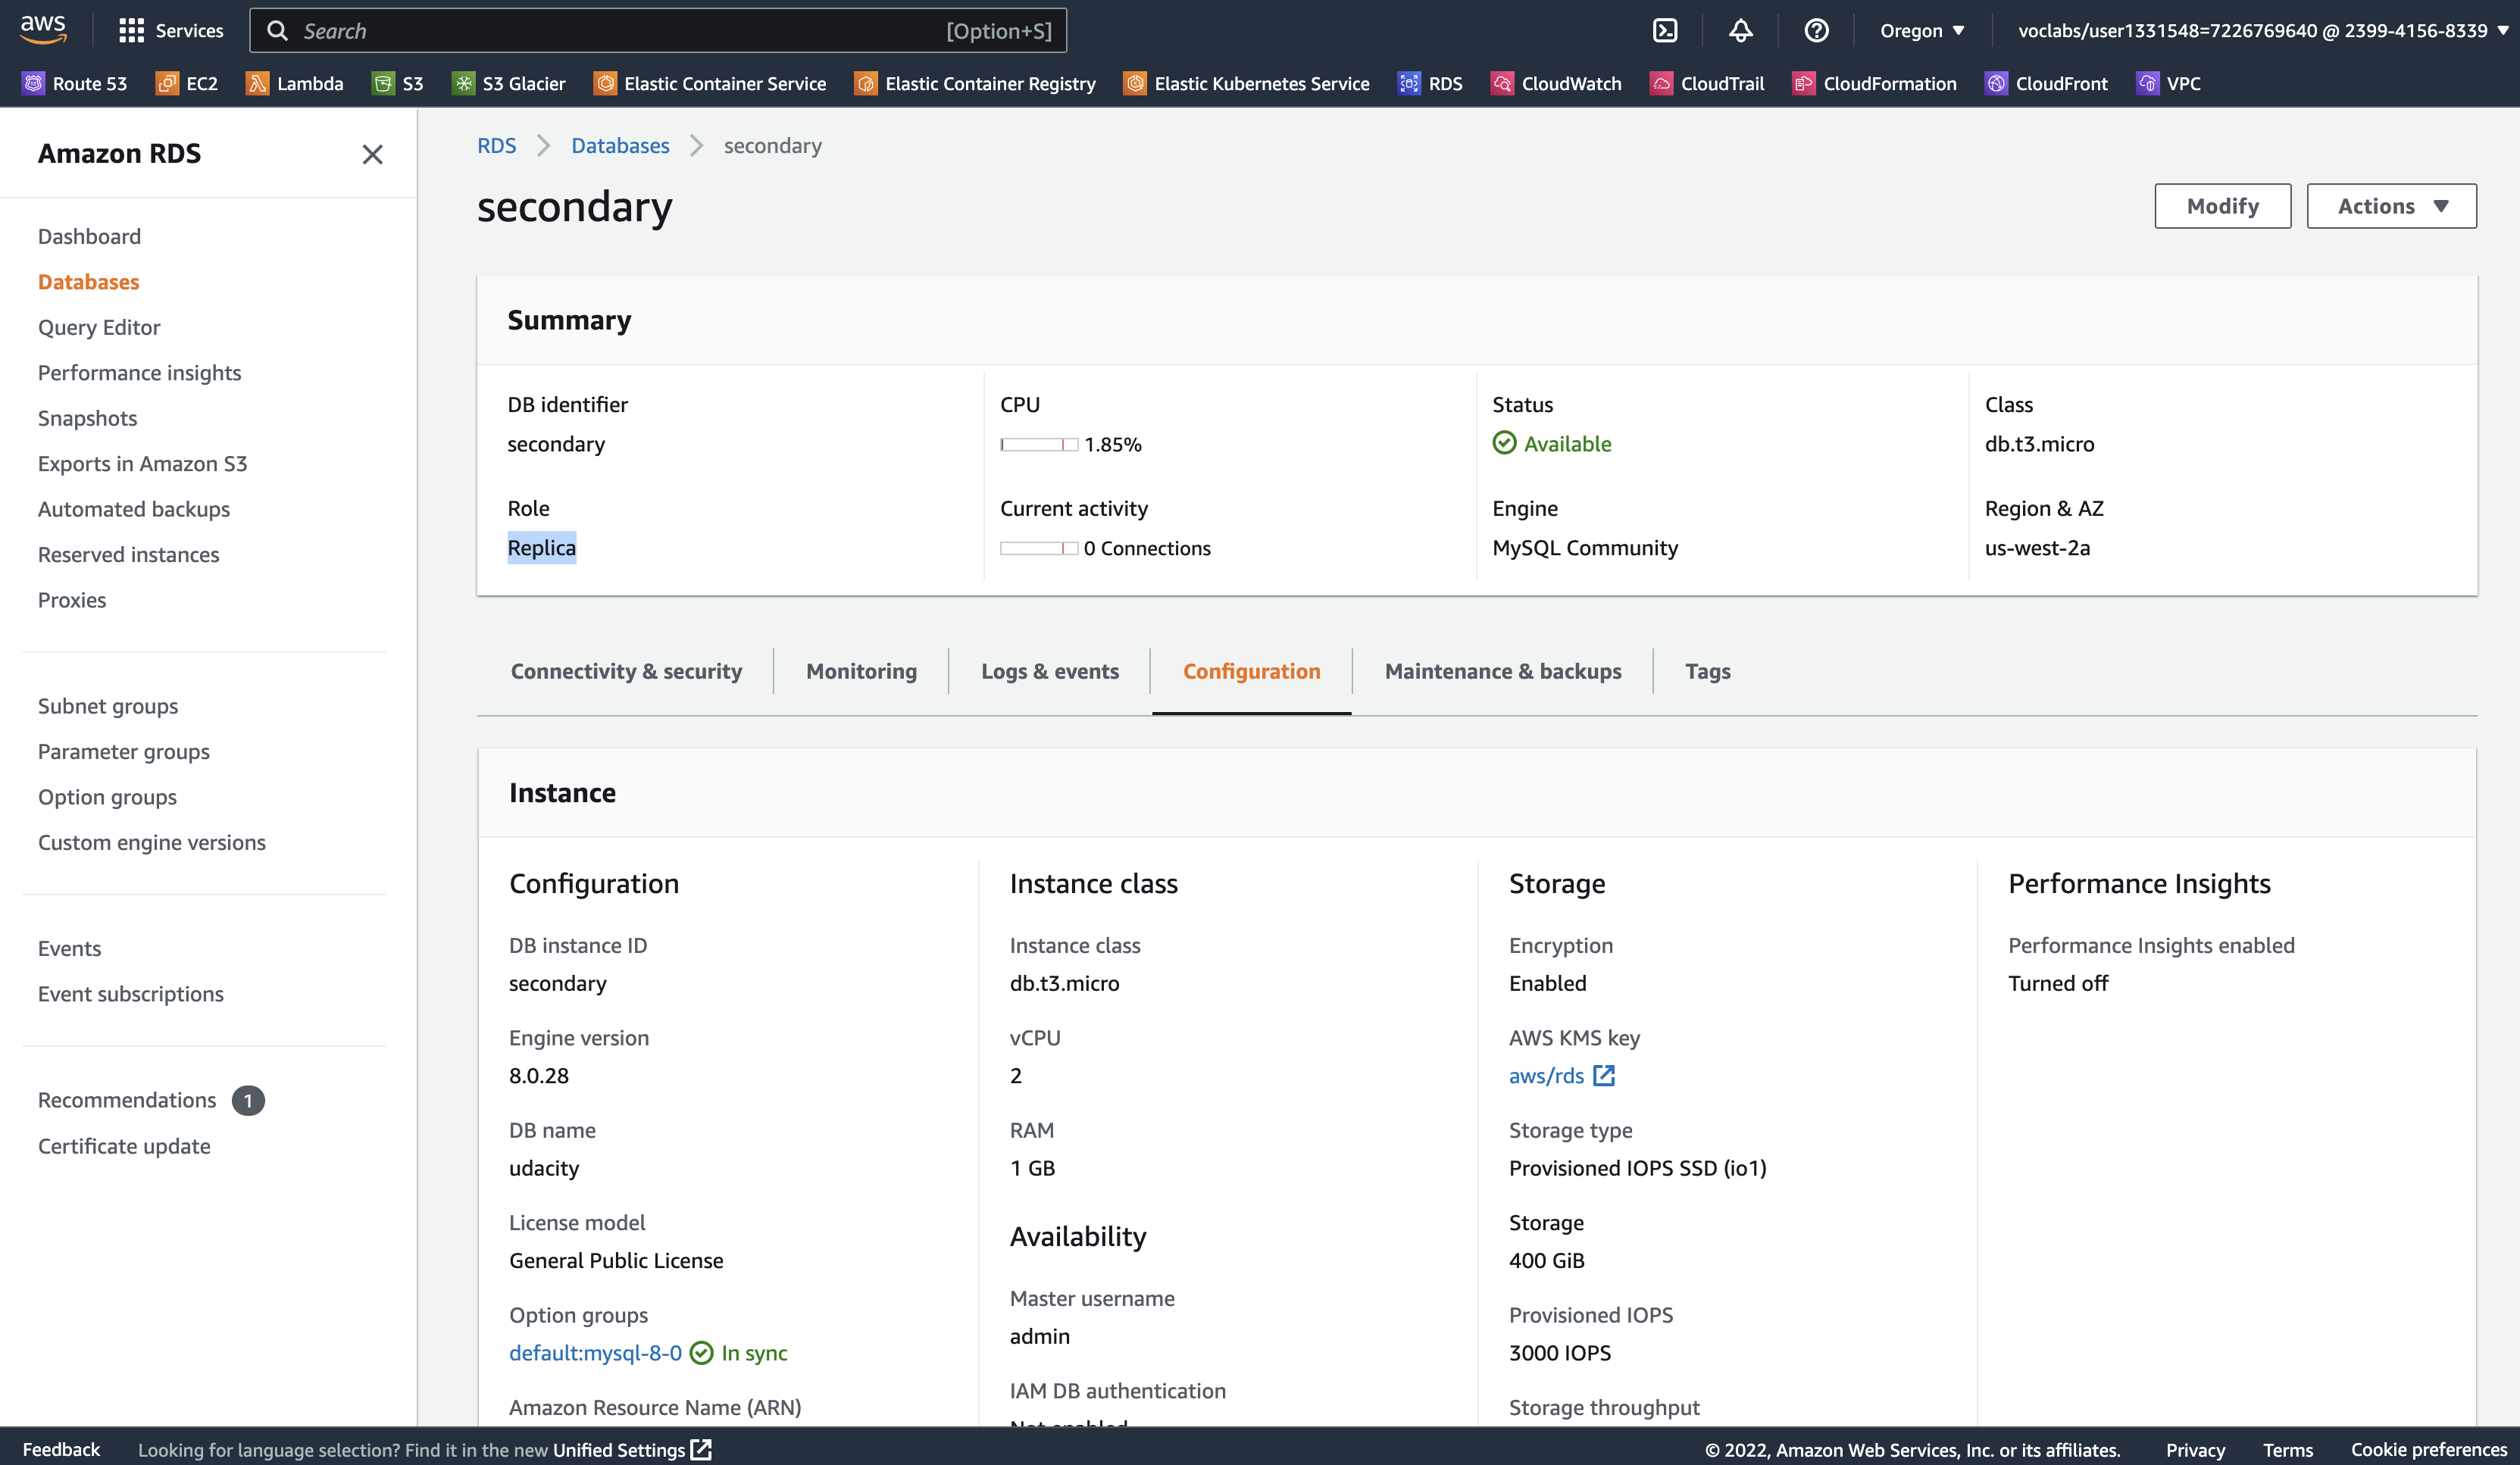 aws
Services
Search
[Option+S]
Oregon
voclabs/user1331548=7226769640 @ 2399-4156-8339
Route 53
EC2
Lambda
S3
S3 Glacier
Elastic Container Service
Elastic Container Registry
Elastic Kubernetes Service
RDS
CloudWatch
CloudTrail
CloudFormation
CloudFront
VPC
Amazon RDS
Dashboard
Databases
Query Editor
Performance insights
Snapshots
Exports in Amazon S3
Automated backups
Reserved instances
Proxies
Subnet groups
Parameter groups
Option groups
Custom engine versions
Events
Event subscriptions
Recommendations 1
Certificate update
RDS > Databases > secondary
secondary
Modify
Actions
Summary
DB identifier
secondary
Role
Replica
CPU
1.85%
Current activity
0 Connections
Status
Available
Engine
MySQL Community
Class
db.t3.micro
Region & AZ
us-west-2a
Connectivity & security
Monitoring
Logs & events
Configuration
Maintenance & backups
Tags
Instance
Configuration
DB instance ID
secondary
Engine version
8.0.28
DB name
udacity
License model
General Public License
Option groups
default:mysql-8-0 In sync
Amazon Resource Name (ARN)
Instance class
Instance class
db.t3.micro
vCPU
2
RAM
1 GB
Availability
Master username
admin
IAM DB authentication
Not enabled
Storage
Encryption
Enabled
AWS KMS key
aws/rds
Storage type
Provisioned IOPS SSD (io1)
Storage
400 GiB
Provisioned IOPS
3000 IOPS
Storage throughput
Performance Insights
Performance Insights enabled
Turned off
Feedback
Looking for language selection? Find it in the new Unified Settings
© 2022, Amazon Web Services, Inc. or its affiliates.
Privacy
Terms
Cookie preferences